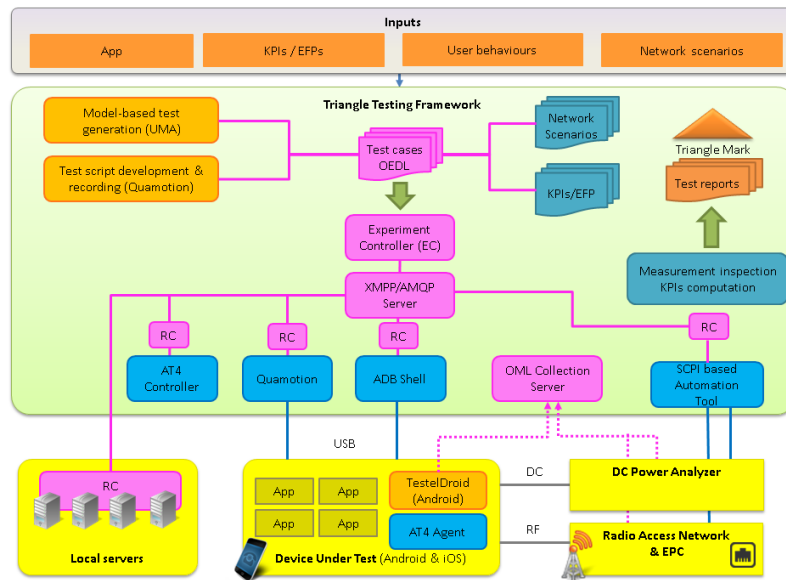 Inputs
App
KPIs / EFPs
User behaviours
Network scenarios
Triangle Testing Framework
Model-based test
generation (UMA)
Test script development &
recording (Quamotion)
Test cases
OEDL
Network
Scenarios
KPIs/EFP
Triangle Mark
Test reports
Experiment
Controller (EC)
Measurement inspection
KPIs computation
XMPP/AMQP
Server
RC
RC
RC
RC
AT4
Controller
Quamotion
ADB Shell
OML Collection
Server
SCPI based
Automation
Tool
USB
RC
Local servers
App
App
App
App
TestelDroid
(Android)
AT4 Agent
Device Under Test (Android & iOS)
DC
RF
DC Power Analyzer
Radio Access Network
& EPC